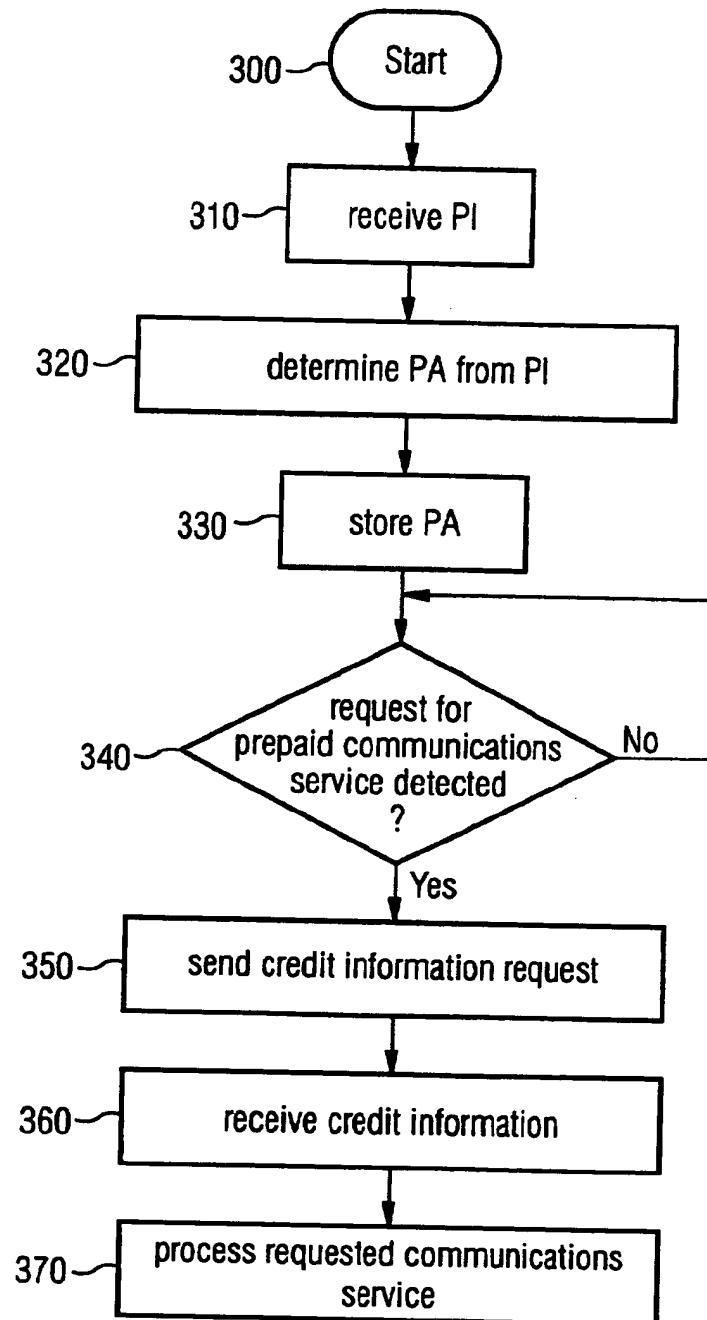 300
Start
310
receive PI
320
determine PA from PI
330
store PA
340
request for
prepaid communications
service detected
?
No
Yes
350
send credit information request
360
receive credit information
370
process requested communications
service